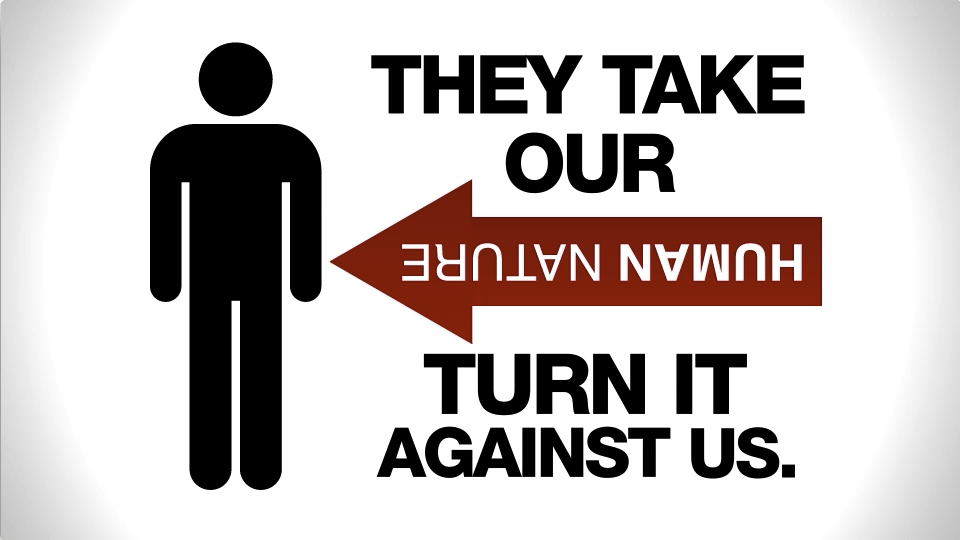 THEY TAKE
OUR
HUMAN NATURE
TURN IT
AGAINST US.